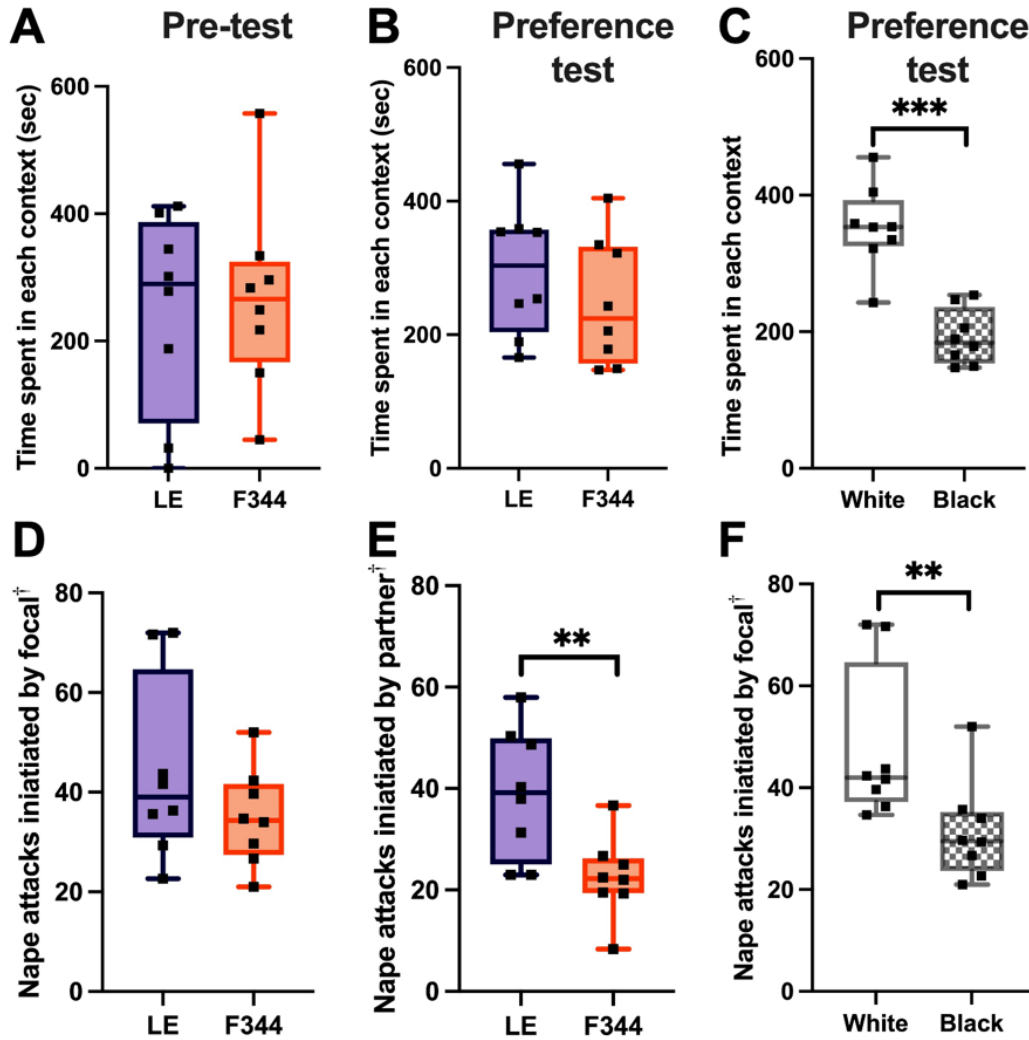 A
Pre-test
Time spent in each context (sec)
600
400
200
0
LE
F344
B
Preference
test
Time spent in each context (sec)
600
400
200
0
LE
F344
C
Preference
test
Time spent in each context
600
400
200
0
***
White
Black
D
Nape attacks iniatiated by focal†
80
60
40
20
0
LE
F344
E
Nape attacks iniatiated by partner†
80
60
40
20
0
**
LE
F344
F
Nape attacks iniatiated by focal†
80
60
40
20
0
**
White
Black